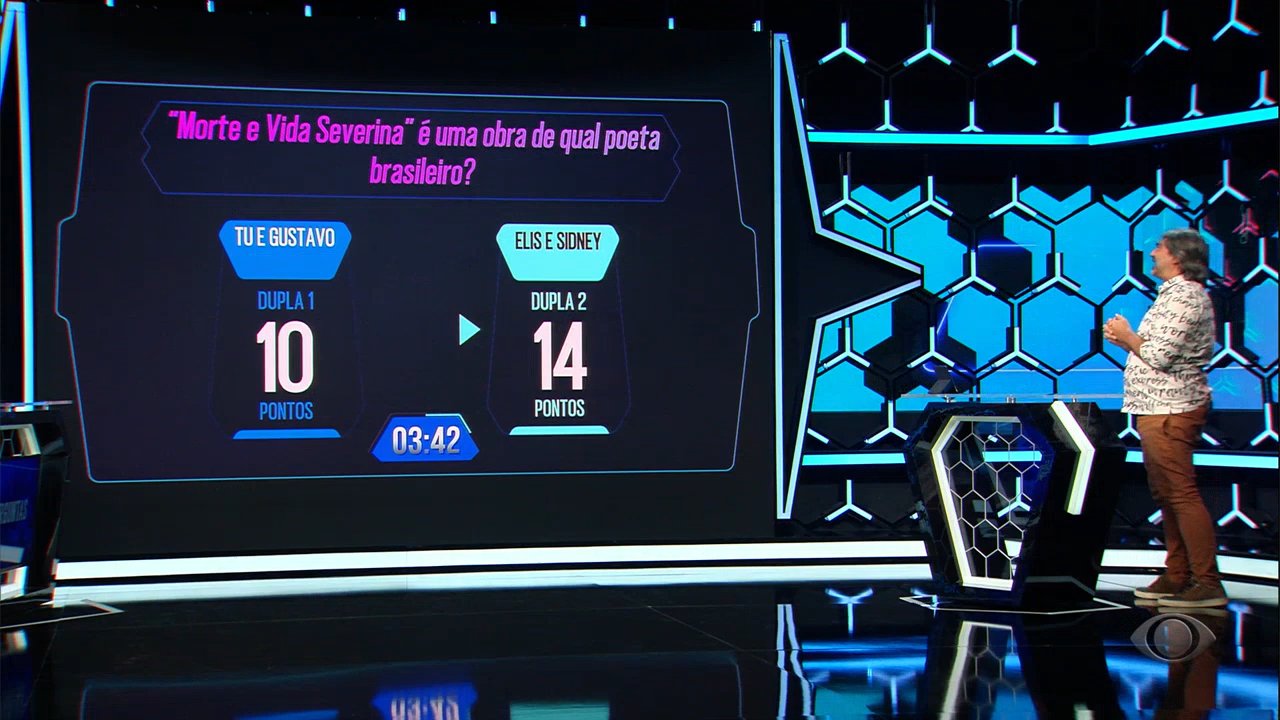 "Morte e Vida Severina" é uma obra de qual poeta
brasileiro?
TU E GUSTAVO
DUPLA 1
10
PONTOS
ELIS E SIDNEY
DUPLA 2
14
PONTOS
03:42